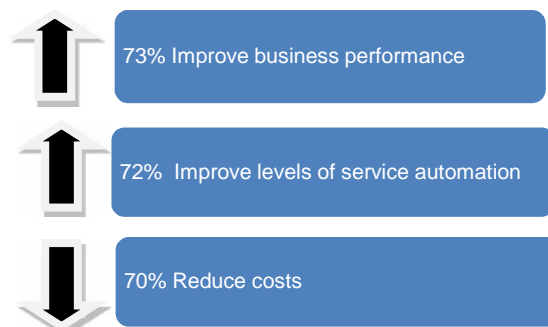 73% Improve business performance
72% Improve levels of service automation
70% Reduce costs